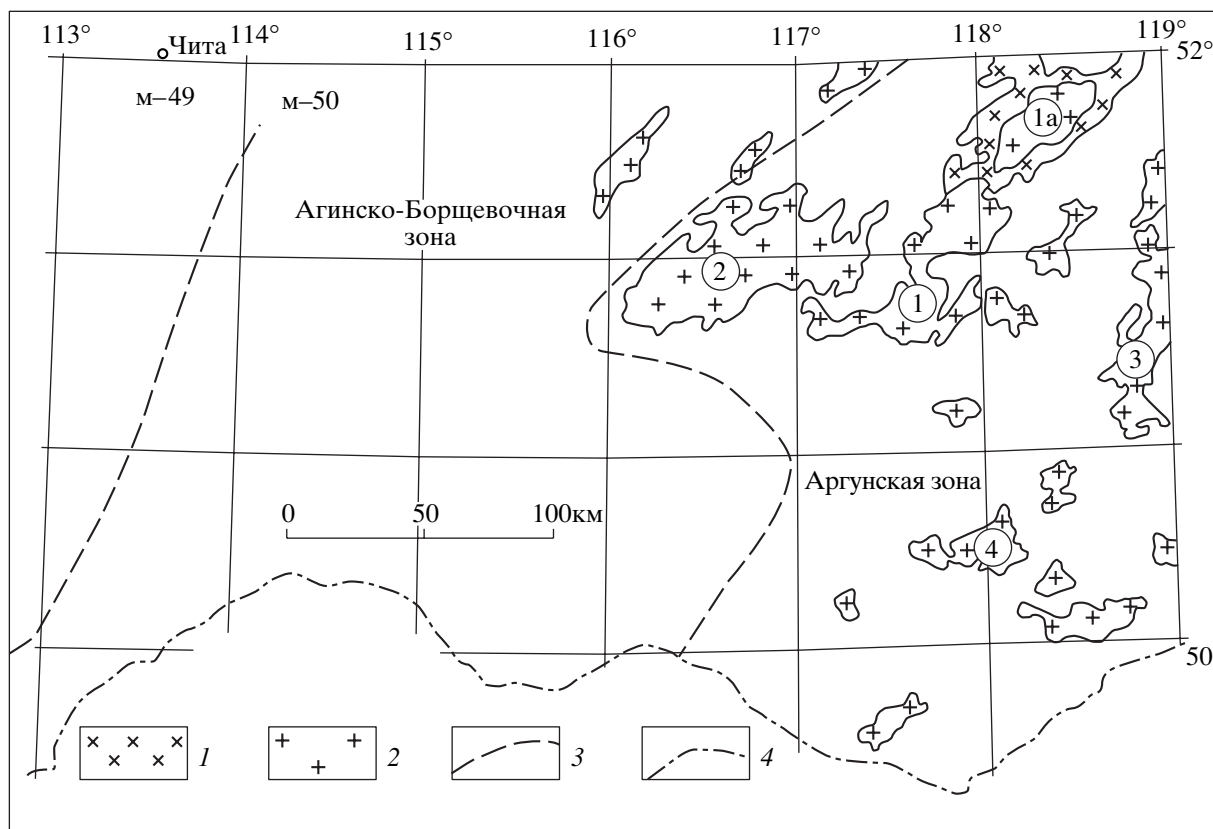 113° 114° 115° 116° 117° 118° 119°
Чита
52°
м–49 м–50
1а
Агинско-Борщевочная
зона
2
1
3
Аргунская зона
0 50 100км
4
50
1 2 3 4